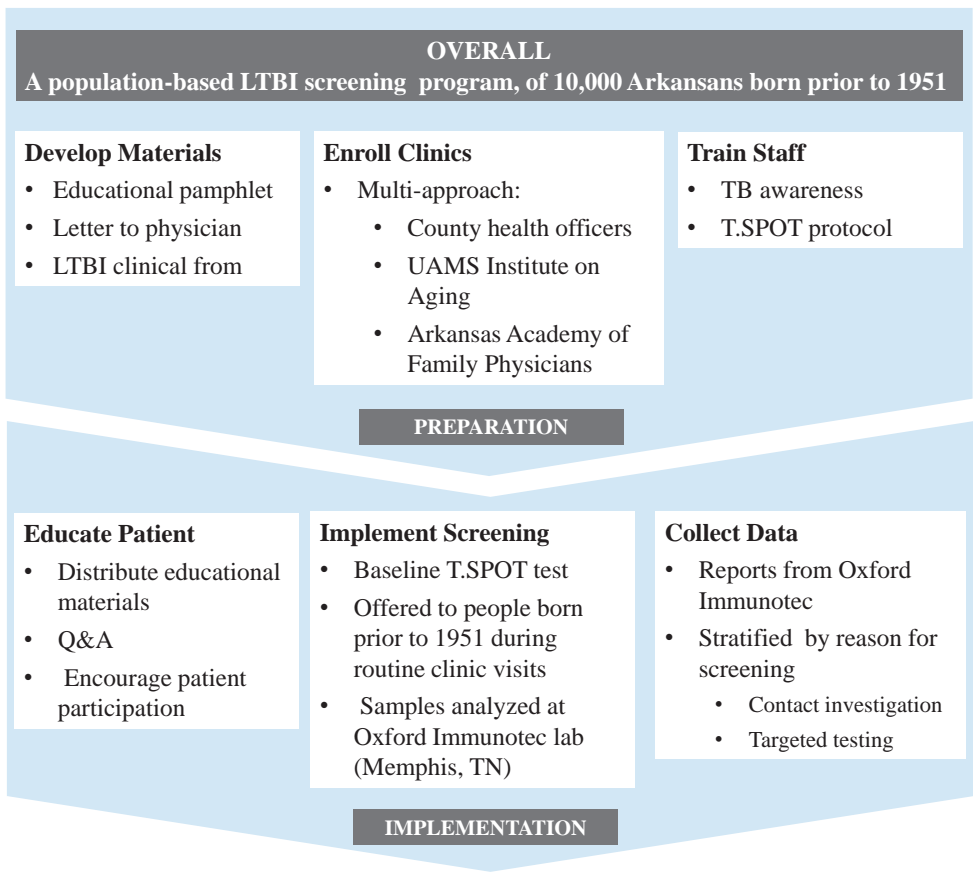 OVERALL
A population-based LTBI screening program, of 10,000 Arkansans born prior to 1951
Develop Materials
• Educational pamphlet
• Letter to physician
• LTBI clinical from
Enroll Clinics
• Multi-approach:
• County health officers
• UAMS Institute on
Aging
• Arkansas Academy of
Family Physicians
Train Staff
• TB awareness
• T.SPOT protocol
PREPARATION
Educate Patient
• Distribute educational
materials
• Q&A
• Encourage patient
participation
Implement Screening
• Baseline T.SPOT test
• Offered to people born
prior to 1951 during
routine clinic visits
• Samples analyzed at
Oxford Immunotec lab
(Memphis, TN)
Collect Data
• Reports from Oxford
Immunotec
• Stratified by reason for
screening
• Contact investigation
• Targeted testing
IMPLEMENTATION